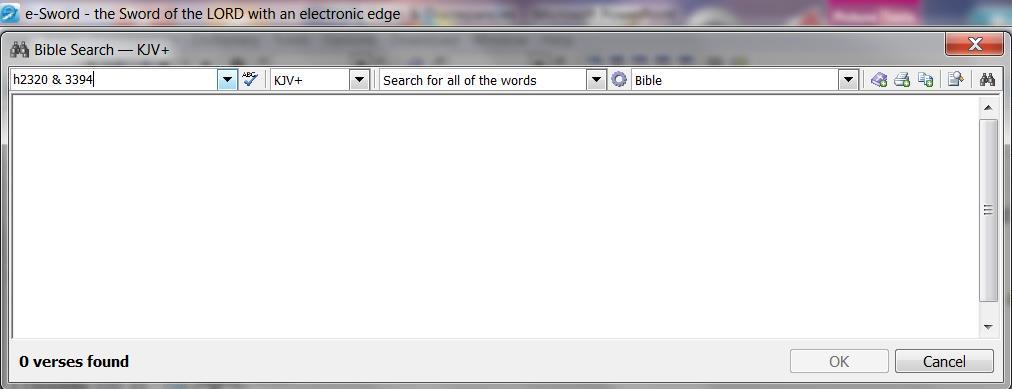 e-Sword - the Sword of the LORD with an electronic edge
Bible Search — KJV+
h2320 & 3394 ABC KJV+ Search for all of the words Bible
0 verses found OK Cancel